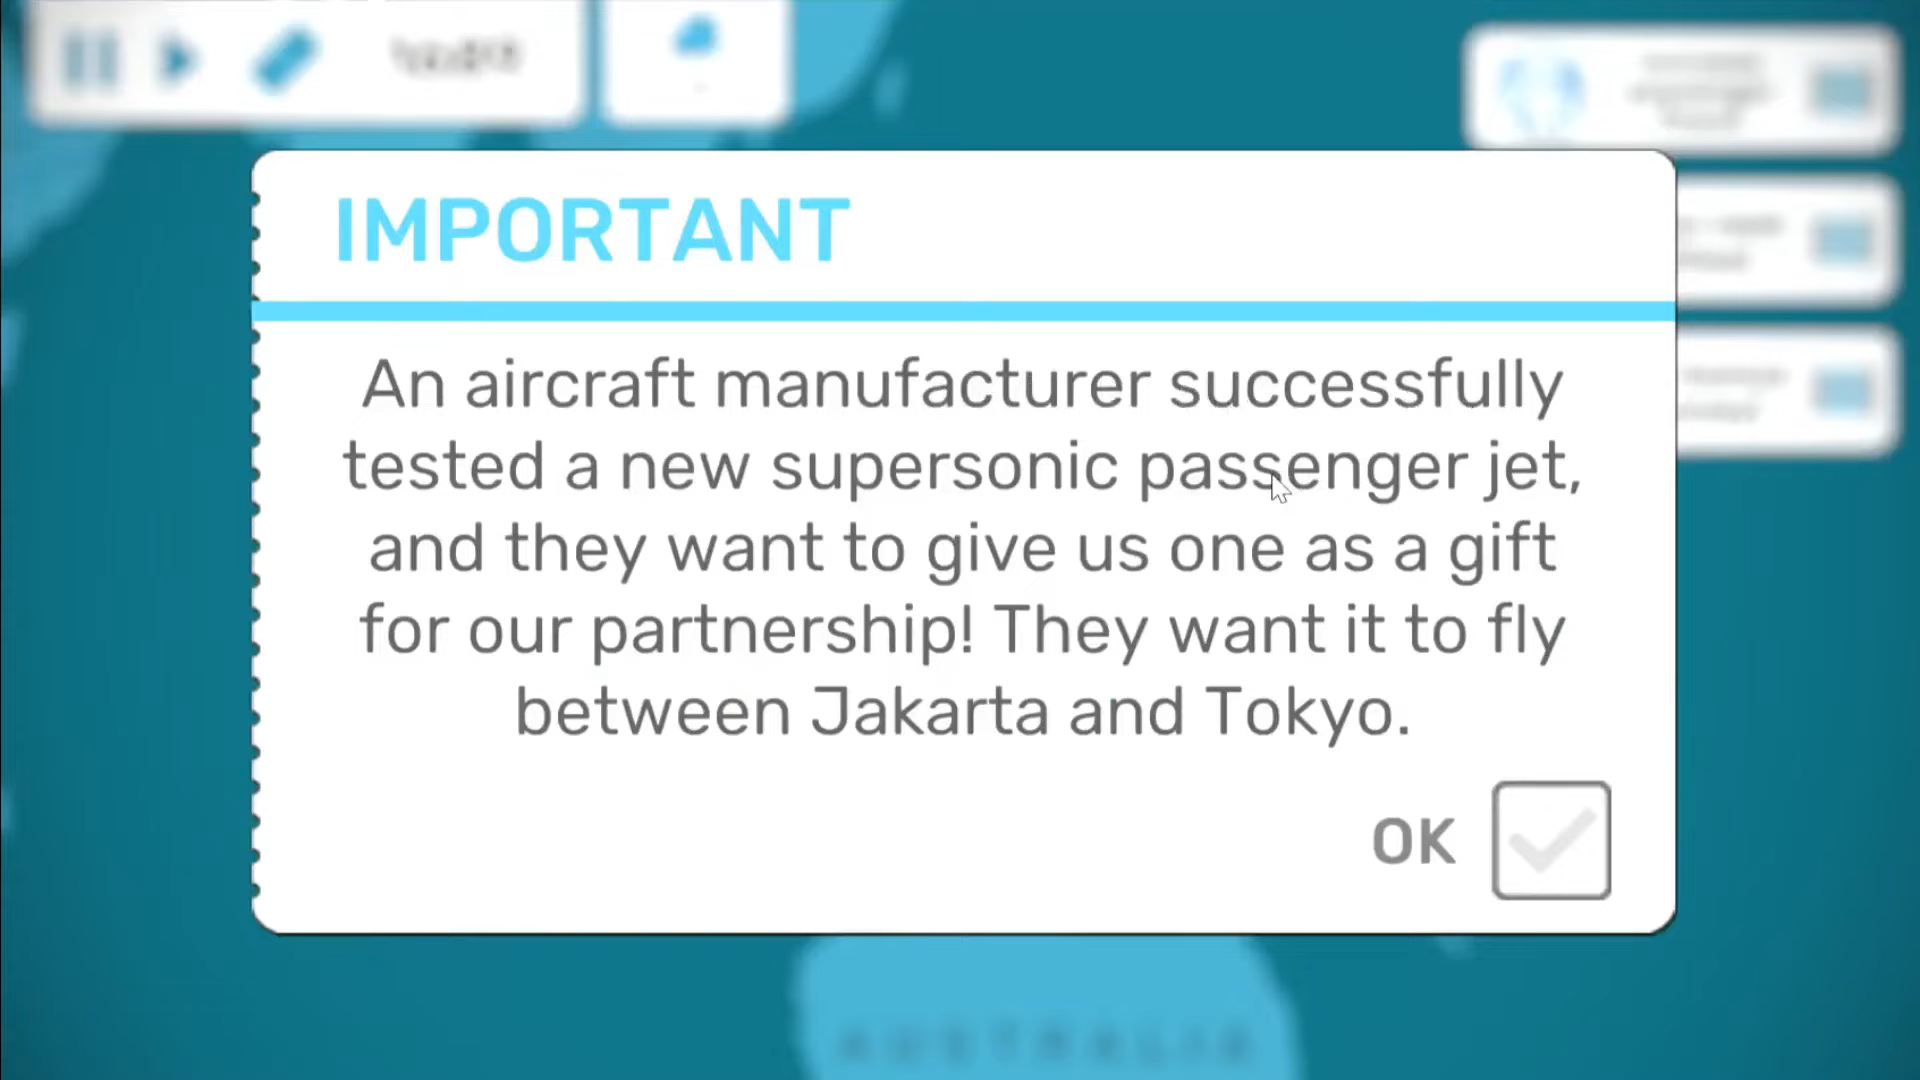 IMPORTANT
An aircraft manufacturer successfully
tested a new supersonic passenger jet,
and they want to give us one as a gift
for our partnership! They want it to fly
between Jakarta and Tokyo.
OK
AUSTRALIA